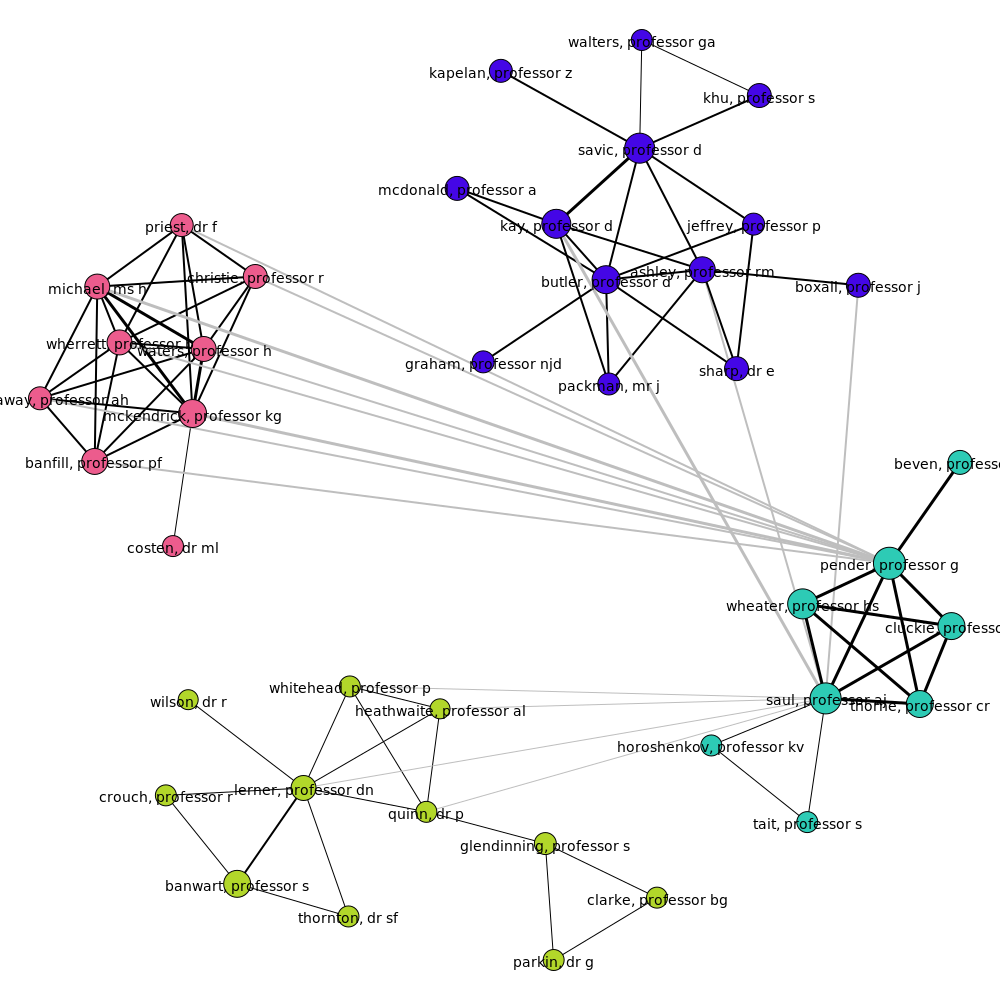 walters, professor ga
kapelan, professor z
khu, professor s
savic, professor d
mcdonald, professor a
kay, professor d
jeffrey, professor p
priest, dr f
ashley, professor rm
christie, professor r
butler, professor d
boxall, professor j
michael, ms h
wherrett, professor
waters, professor h
graham, professor njd
sharp, dr e
packman, mr j
away, professor ah
mckendrick, professor kg
banfill, professor pf
beven, profess
costen, dr ml
pender, professor g
wheater, professor hs
cluckie, profess
whitehead, professor p
wilson, dr r
saul, professor aj
thorne, professor cr
heathwaite, professor al
horoshenkov, professor kv
lerner, professor dn
crouch, professor r
quinn, dr p
tait, professor s
glendinning, professor s
banwart, professor s
clarke, professor bg
thornton, dr sf
parkin, dr g